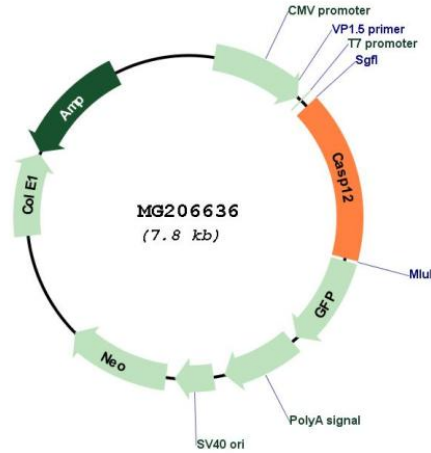 CMV promoter
VP1.5 primer
T7 promoter
SgfI
Casp12
MluI
GFP
PolyA signal
SV40 ori
Neo
Col E1
Amp
MG206636
(7.8 kb)